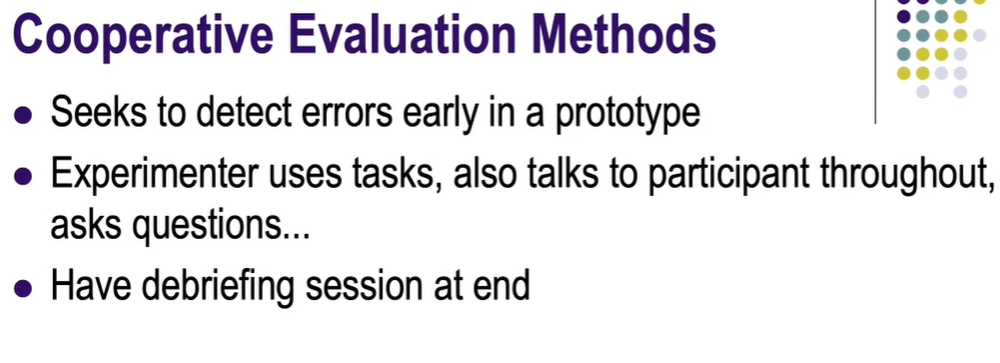 Cooperative Evaluation Methods
Seeks to detect errors early in a prototype
Experimenter uses tasks, also talks to participant throughout,
asks questions...
Have debriefing session at end